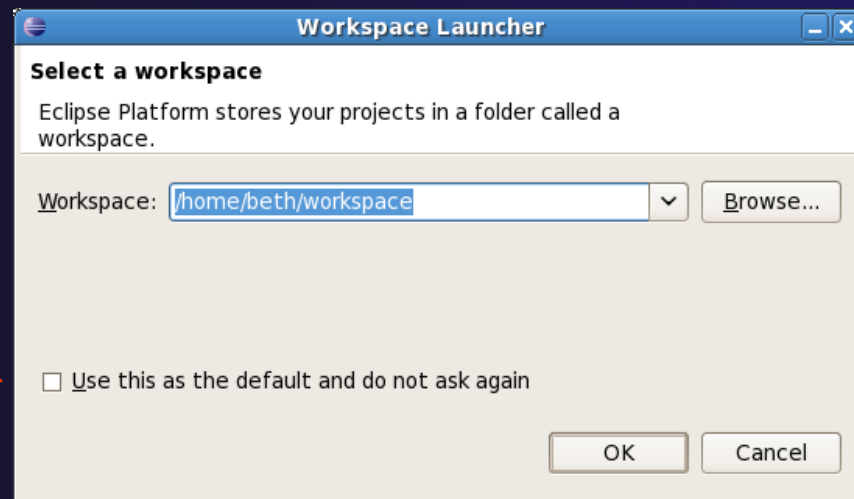 Workspace Launcher
Select a workspace
Eclipse Platform stores your projects in a folder called a
workspace.
Workspace: /home/beth/workspace Browse...
Use this as the default and do not ask again
OK Cancel